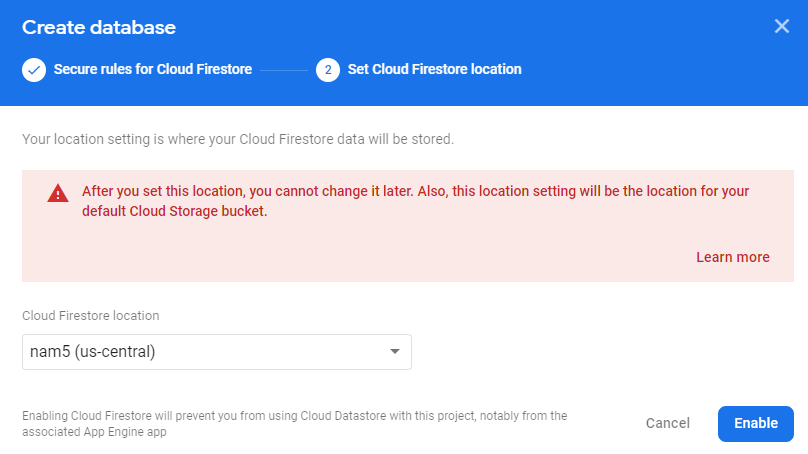 Create database
Secure rules for Cloud Firestore
2 Set Cloud Firestore location
Your location setting is where your Cloud Firestore data will be stored.
After you set this location, you cannot change it later. Also, this location setting will be the location for your
default Cloud Storage bucket.
Learn more
Cloud Firestore location
nam5 (us-central)
Enabling Cloud Firestore will prevent you from using Cloud Datastore with this project, notably from the
associated App Engine app
Cancel
Enable